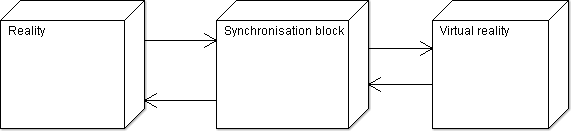 Reality
Synchronisation block
Virtual reality